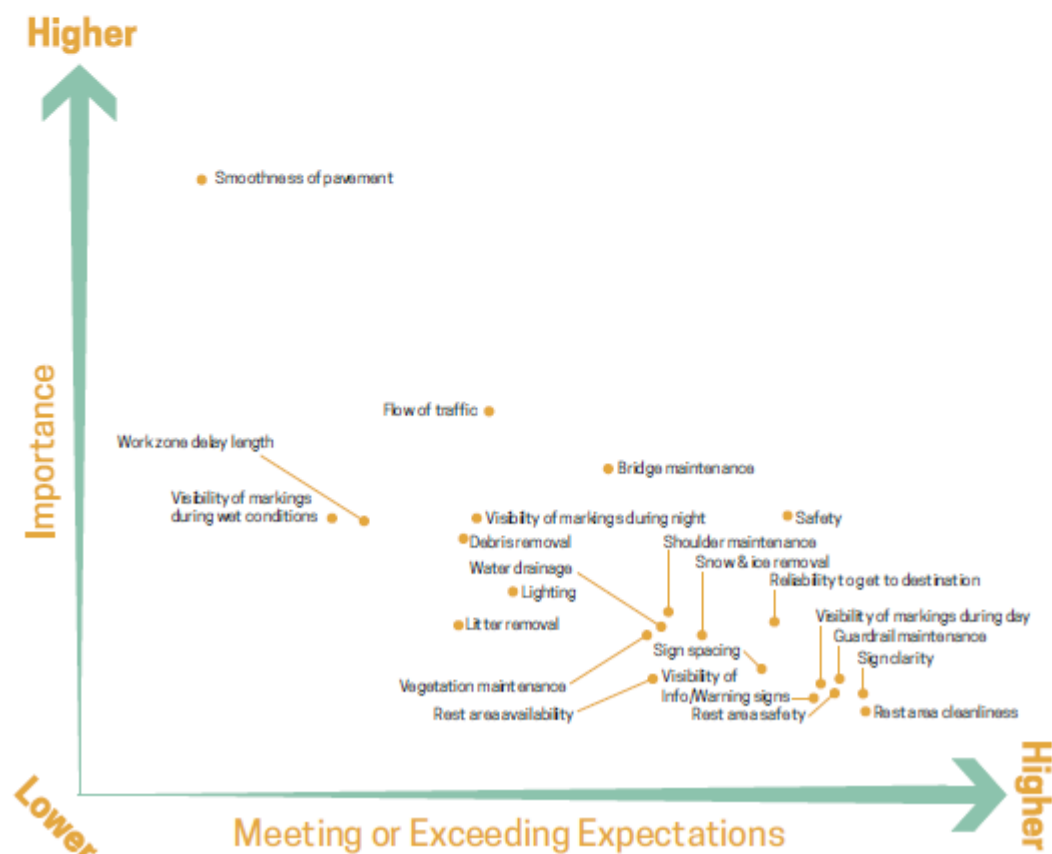 Higher
Smoothness of pavement
Flow of traffic
Work zone delay length
Bridge maintenance
Visibility of markings
during wet conditions
Visibility of markings during night
Safety
Debris removal
Shoulder maintenance
Water drainage
Snow & ice removal
Reliability to get to destination
Lighting
Visibility of markings during day
Litter removal
Guardrail maintenance
Sign spacing
Sign clarity
Vegetation maintenance
Visibility of
Info/Warning signs
Rest area availability
Rest area safety
Rest area cleanliness
Importance
Lower
Meeting or Exceeding Expectations
Higher